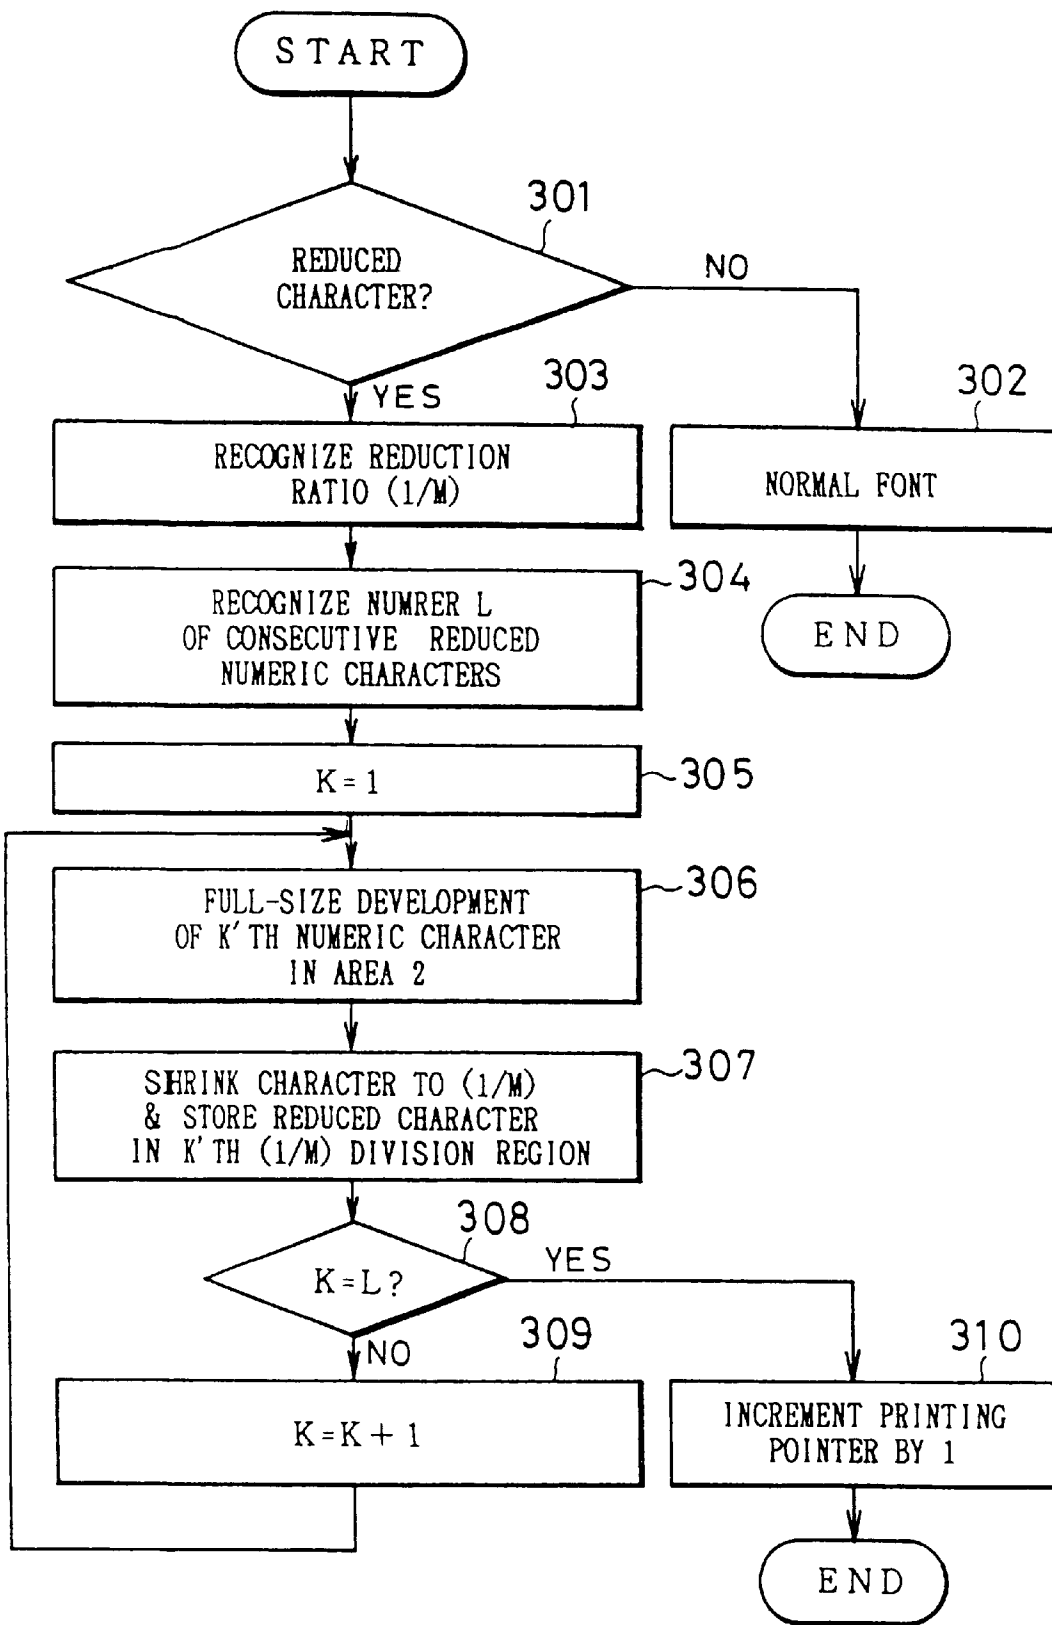 START
301
REDUCED
CHARACTER?
NO
YES
303
RECOGNIZE REDUCTION
RATIO (1/M)
302
NORMAL FONT
END
304
RECOGNIZE NUMRER L
OF CONSECUTIVE REDUCED
NUMERIC CHARACTERS
305
K=1
306
FULL-SIZE DEVELOPMENT
OF K'TH NUMERIC CHARACTER
IN AREA 2
307
SHRINK CHARACTER TO (1/M)
& STORE REDUCED CHARACTER
IN K'TH (1/M) DIVISION REGION
308
K=L?
YES
NO
309
K=K+1
310
INCREMENT PRINTING
POINTER BY 1
END